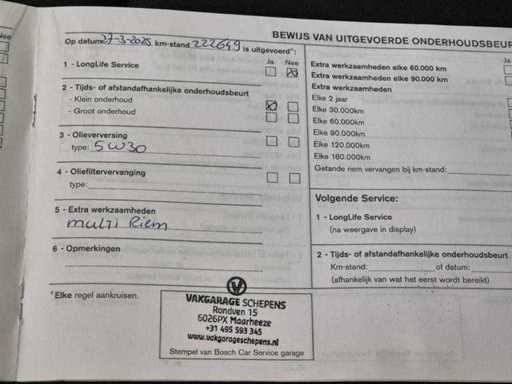 BEWIJS VAN UITGEVOERDE ONDERHOUDSBEUR
Op datum: 27-3-2025 km-stand 222649 is uitgevoerd*:
Ja Nee
1 - LongLife Service
2 - Tijds- of afstandafhankelijke onderhoudsbeurt
- Klein onderhoud
- Groot onderhoud
3 - Olieverversing
type: 5W30
4 - Oliefiltervervanging
type:
5 - Extra werkzaamheden
multi Riem
6 - Opmerkingen
*Elke regel aankruisen.
VAKGARAGE SCHEPENS
Rondven 15
6026PX Maarheeze
+31 495 593 345
www.vakgarageschepens.nl
Stempel van Bosch Car Service garage
Ja
Extra werkzaamheden elke 60.000 km
Extra werkzaamheden elke 90.000 km
Extra werkzaamheden
Elke 2 jaar
Elke 30.000km
Elke 60.000km
Elke 90.000km
Elke 120.000km
Elke 180.000km
Getande riem vervangen bij km-stand:
Volgende Service:
1 - LongLife Service
(na weergave in display)
2 - Tijds- of afstandafhankelijke onderhoudsbeurt
Km-stand: of datum:
(afhankelijk van wat het eerst wordt bereikt)
Nee